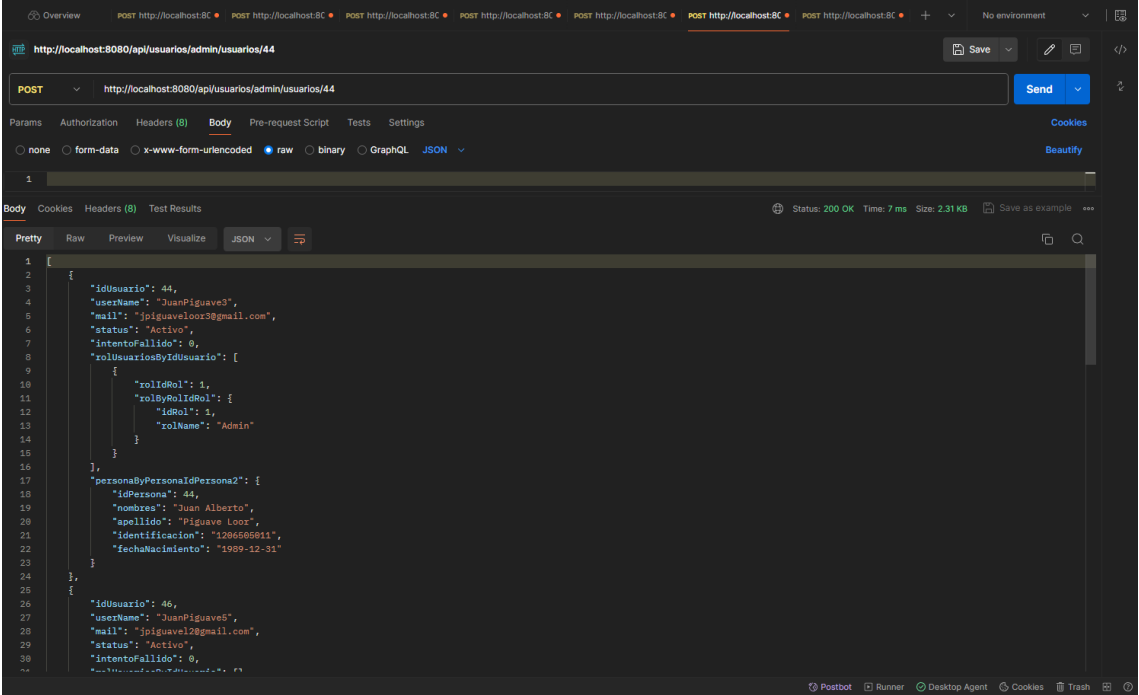 Overview POST http://localhost:8C POST http://localhost:8C POST http://localhost:8C POST http://localhost:8C POST http://localhost:8C POST http://localhost:8C POST http://localhost:8C + No environment
HTTP http://localhost:8080/api/usuarios/admin/usuarios/44 Save </>
POST http://localhost:8080/api/usuarios/admin/usuarios/44 Send
Params Authorization Headers (8) Body Pre-request Script Tests Settings Cookies
none form-data x-www-form-urlencoded raw binary GraphQL JSON Beautify
1
Body Cookies Headers (8) Test Results Status: 200 OK Time: 7 ms Size: 2.31 KB Save as example
Pretty Raw Preview Visualize JSON
1 [
2 {
3 "idUsuario": 44,
4 "userName": "JuanPiguave3",
5 "mail": "jpiguaveloor3@gmail.com",
6 "status": "Activo",
7 "intentoFallido": 0,
8 "rolUsuariosByIdUsuario": [
9 {
10 "rolIdRol": 1,
11 "rolByRolIdRol": {
12 "idRol": 1,
13 "rolName": "Admin"
14 }
15 }
16 ],
17 "personaByPersonaIdPersona2": {
18 "idPersona": 44,
19 "nombres": "Juan Alberto",
20 "apellido": "Piguave Loor",
21 "identificacion": "1206505011",
22 "fechaNacimiento": "1989-12-31"
23 }
24 },
25 {
26 "idUsuario": 46,
27 "userName": "JuanPiguave5",
28 "mail": "jpiguavel2@gmail.com",
29 "status": "Activo",
30 "intentoFallido": 0,
Postbot Runner Desktop Agent Cookies Trash